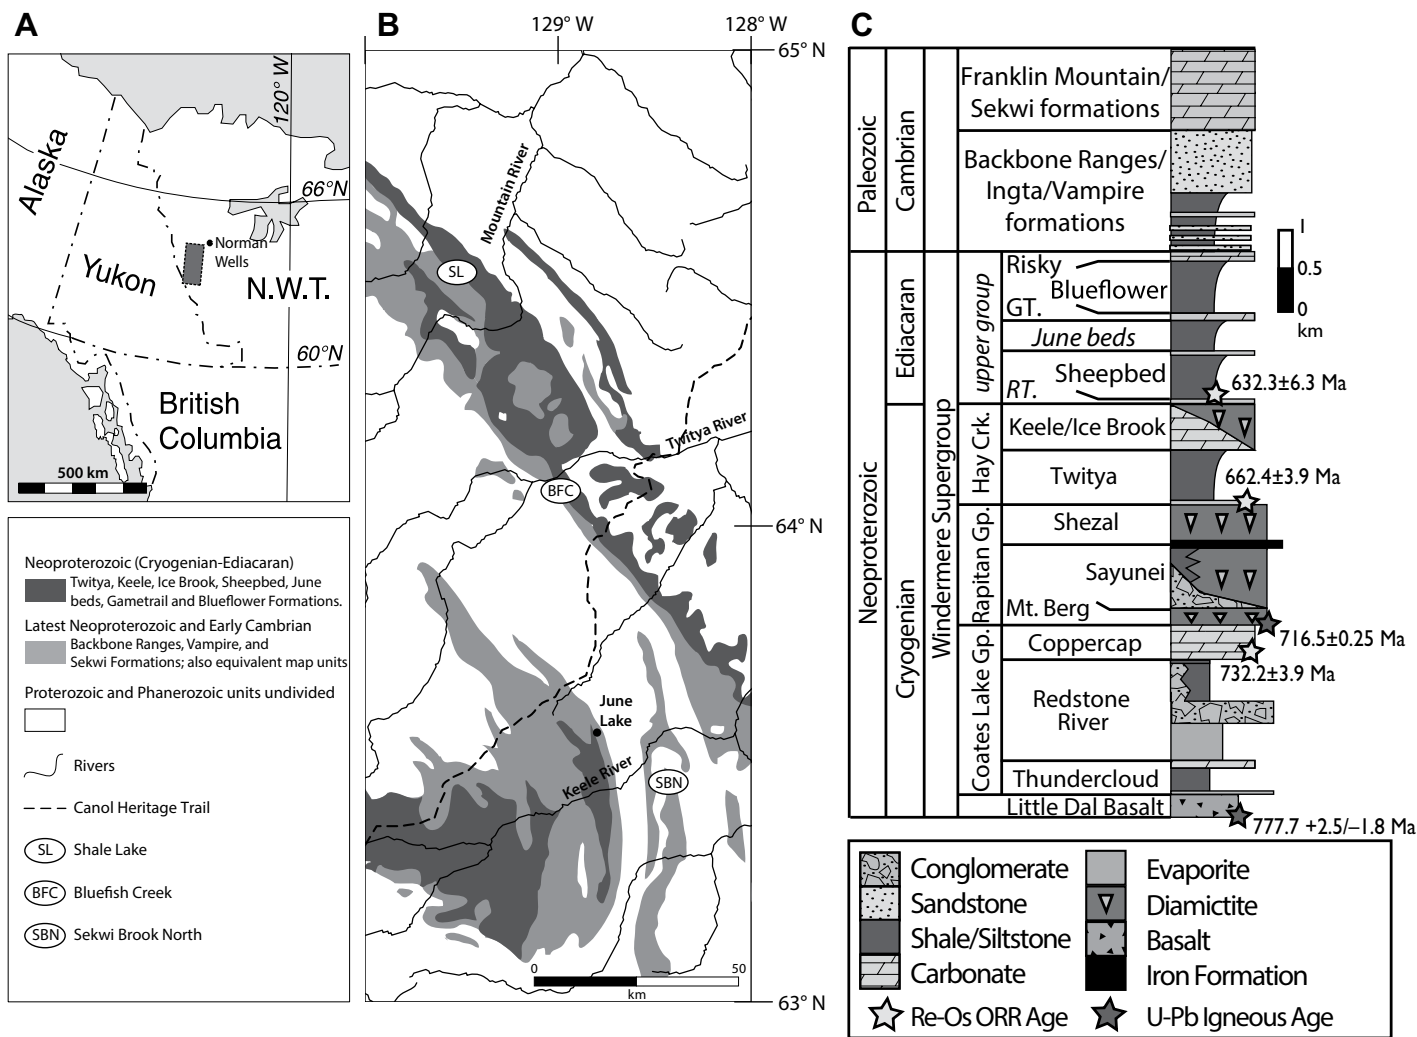 A
120° W
Alaska
66°N
Norman
Wells
Yukon
N.W.T.
60°N
British
Columbia
500 km
Neoproterozoic (Cryogenian-Ediacaran)
Twitya, Keele, Ice Brook, Sheepbed, June
beds, Gametrail and Blueflower Formations.
Latest Neoproterozoic and Early Cambrian
Backbone Ranges, Vampire, and
Sekwi Formations; also equivalent map units
Proterozoic and Phanerozoic units undivided
Rivers
Canol Heritage Trail
SL Shale Lake
BFC Bluefish Creek
SBN Sekwi Brook North
B
129° W
128° W
65° N
Mountain River
SL
Twitya River
BFC
64° N
June
Lake
Keele River
SBN
0 50
km
63° N
C
Paleozoic
Cambrian
Franklin Mountain/
Sekwi formations
Backbone Ranges/
Ingta/Vampire
formations
1
0.5
0
km
Neoproterozoic
Ediacaran
Cryogenian
Windermere Supergroup
upper group
Risky
Blueflower
GT.
June beds
Sheepbed
RT.
632.3±6.3 Ma
Hay Crk.
Keele/Ice Brook
Twitya
662.4±3.9 Ma
Rapitan Gp.
Shezal
Sayunei
Mt. Berg
716.5±0.25 Ma
Coates Lake Gp.
Coppercap
732.2±3.9 Ma
Redstone
River
Thundercloud
Little Dal Basalt
777.7 +2.5/–1.8 Ma
Conglomerate
Sandstone
Shale/Siltstone
Carbonate
Re-Os ORR Age
Evaporite
Diamictite
Basalt
Iron Formation
U-Pb Igneous Age